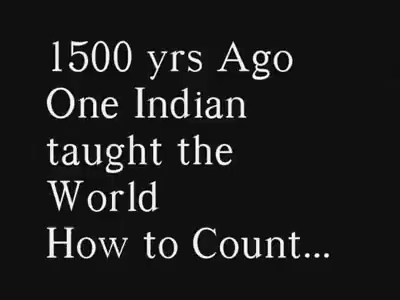 1500 yrs Ago
One Indian
taught the
World
How to Count...